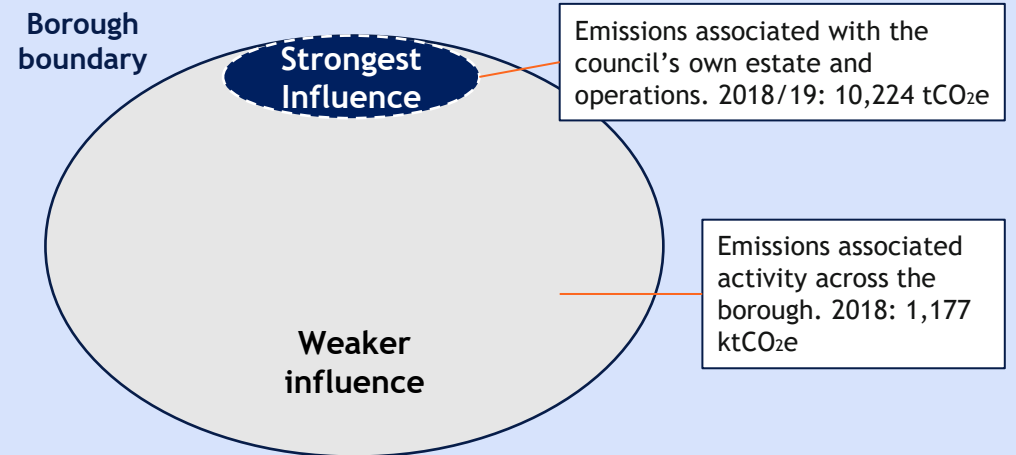 Borough
boundary
Strongest
Influence
Emissions associated with the
council’s own estate and
operations. 2018/19: 10,224 tCO₂e
Emissions associated
activity across the
borough. 2018: 1,177
ktCO₂e
Weaker
influence